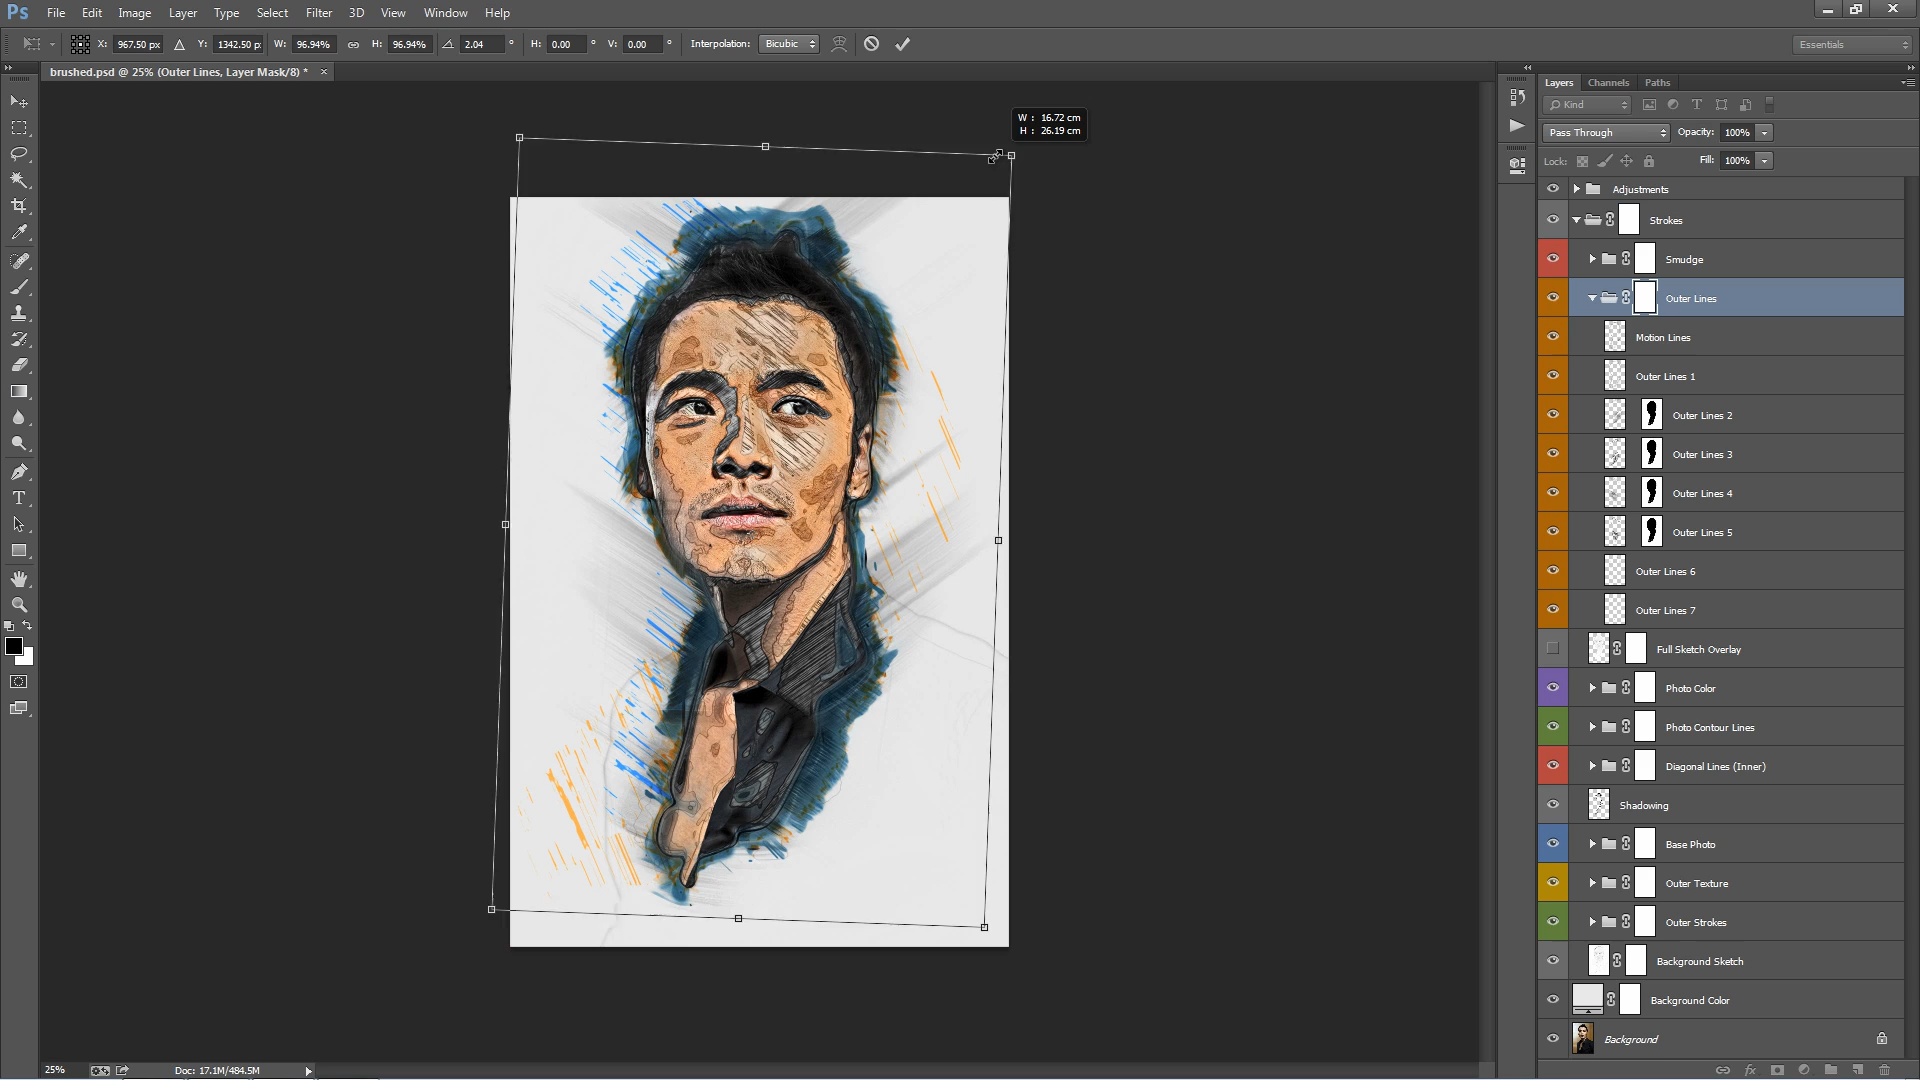 Ps File Edit Image Layer Type Select Filter 3D View Window Help
X: 967.50 px Y: 1342.50 p W: 96.94% H: 96.94% 2.04 ° H: 0.00 ° V: 0.00 ° Interpolation: Bicubic Essentials
brushed.psd @ 25% (Outer Lines, Layer Mask/8) * ×
Layers Channels Paths
Kind
Pass Through Opacity: 100%
Lock: Fill: 100%
W : 16.72 cm
H : 26.19 cm
Adjustments
Strokes
Smudge
Outer Lines
Motion Lines
Outer Lines 1
Outer Lines 2
Outer Lines 3
Outer Lines 4
Outer Lines 5
Outer Lines 6
Outer Lines 7
Full Sketch Overlay
Photo Color
Photo Contour Lines
Diagonal Lines (Inner)
Shadowing
Base Photo
Outer Texture
Outer Strokes
Background Sketch
Background Color
Background
25% Doc: 17.1M/484.5M
fx